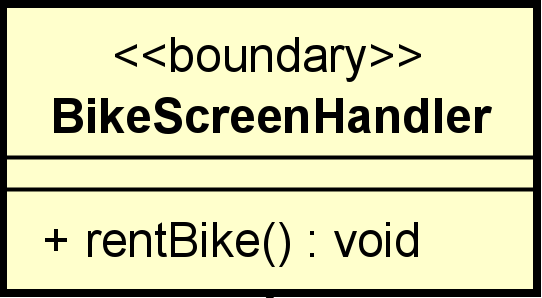 <<boundary>>
BikeScreenHandler
+ rentBike() : void